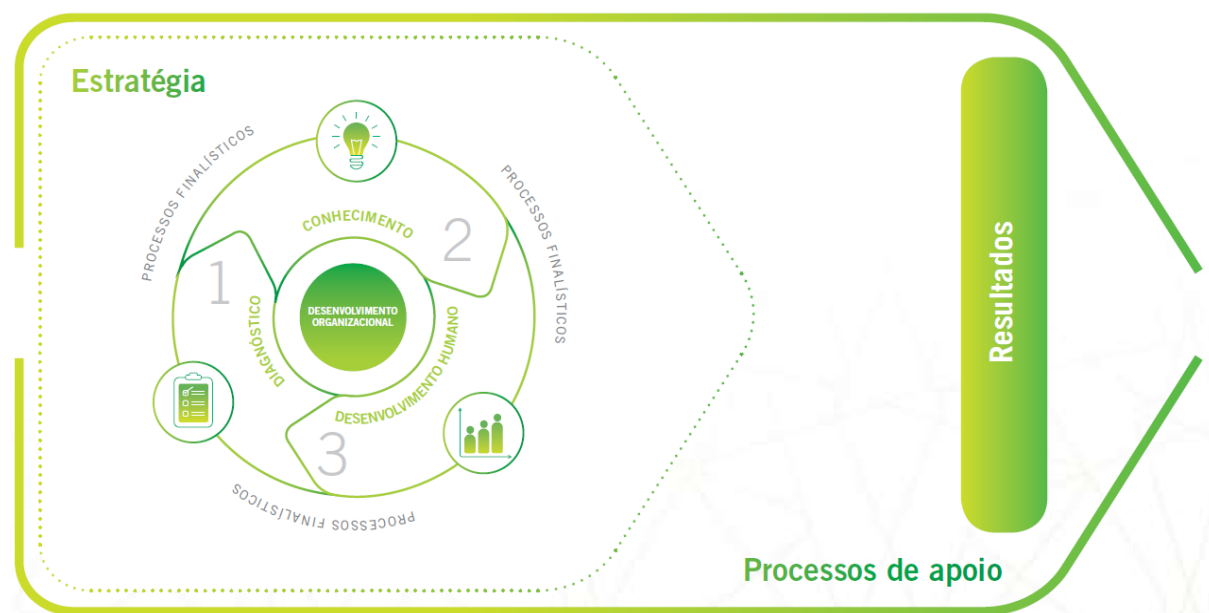 Estratégia
PROCESSOS FINALÍSTICOS
PROCESSOS FINALÍSTICOS
1
DIAGNÓSTICO
CONHECIMENTO
2
DESENVOLVIMENTO
ORGANIZACIONAL
DESENVOLVIMENTO HUMANO
3
PROCESSOS FINALÍSTICOS
Resultados
Processos de apoio